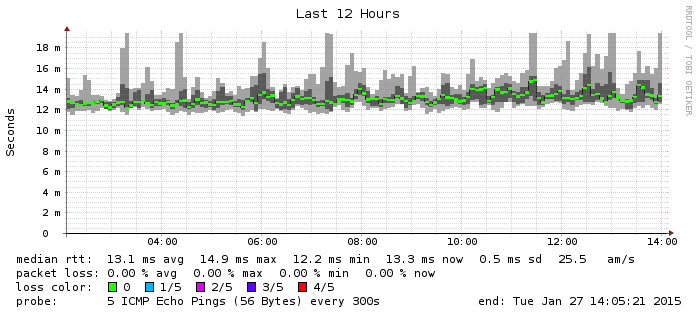 Last 12 Hours
RRDTOOL / TOBI OETIKER
Seconds
18 m
16 m
14 m
12 m
10 m
8 m
6 m
4 m
2 m
0
04:00 06:00 08:00 10:00 12:00 14:00
median rtt: 13.1 ms avg 14.9 ms max 12.2 ms min 13.3 ms now 0.5 ms sd 25.5 am/s
packet loss: 0.00 % avg 0.00 % max 0.00 % min 0.00 % now
loss color: 0 1/5 2/5 3/5 4/5
probe: 5 ICMP Echo Pings (56 Bytes) every 300s end: Tue Jan 27 14:05:21 2015